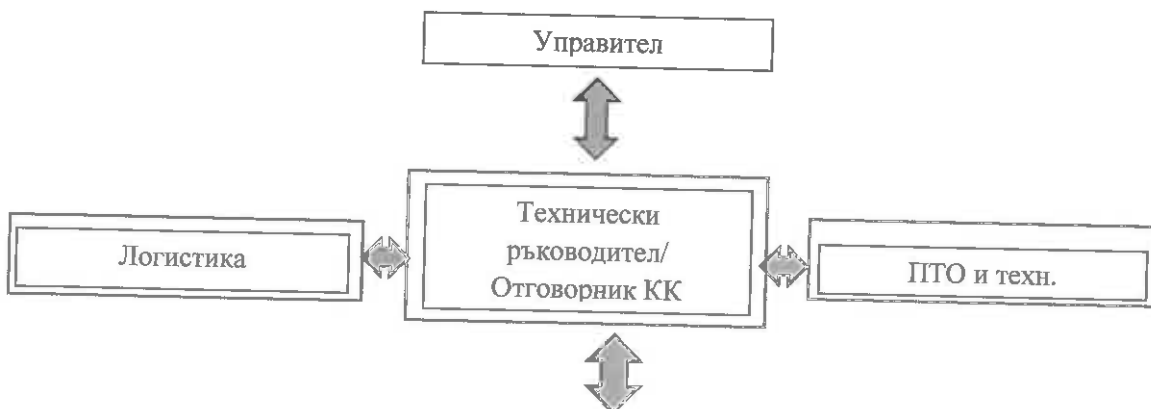 Управител
Технически
ръководител/
Отговорник КК
Логистика
ПТО и техн.